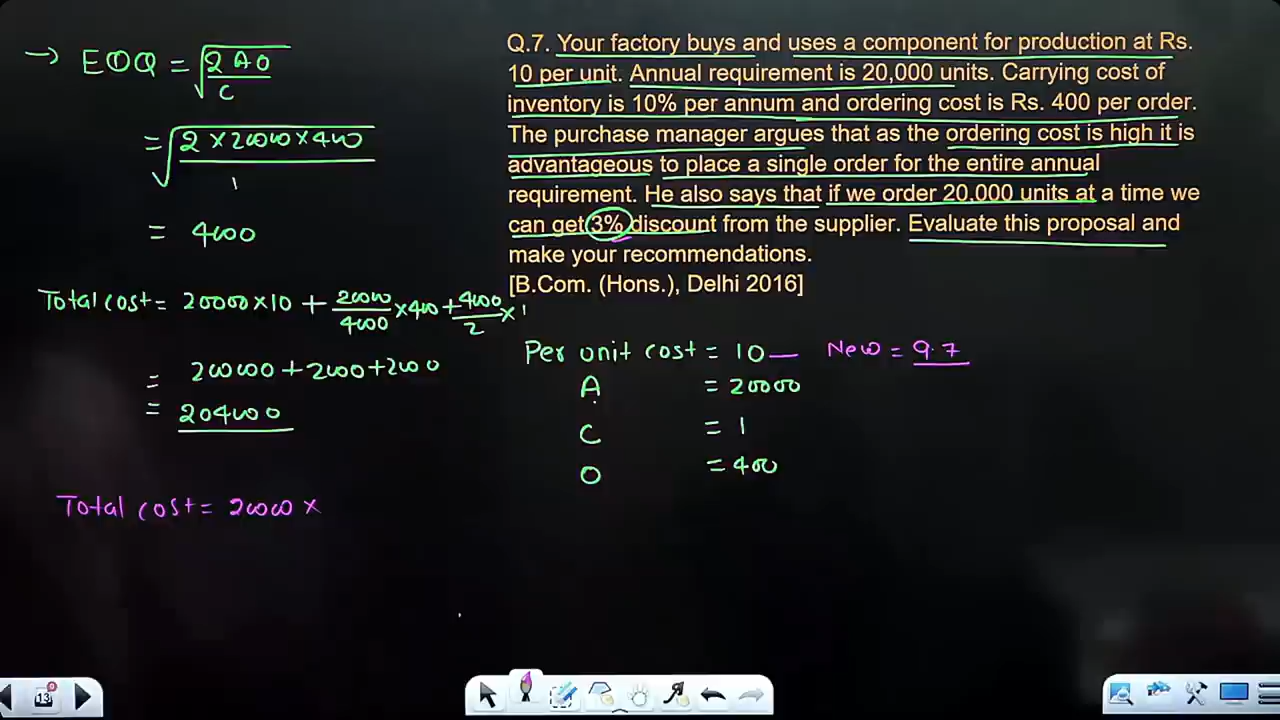 → EOQ = √2AO / C
= √2 × 20000 × 400 / 1
= 4000
Total cost = 20000 × 10 + 20000/4000 × 400 + 4000/2 × 1
= 200000 + 2000 + 2000
= 204000
Total cost = 20000 ×
Q.7. Your factory buys and uses a component for production at Rs.
10 per unit. Annual requirement is 20,000 units. Carrying cost of
inventory is 10% per annum and ordering cost is Rs. 400 per order.
The purchase manager argues that as the ordering cost is high it is
advantageous to place a single order for the entire annual
requirement. He also says that if we order 20,000 units at a time we
can get 3% discount from the supplier. Evaluate this proposal and
make your recommendations.
[B.Com. (Hons.), Delhi 2016]
Per unit cost = 10 — New = 9.7
A = 20000
C = 1
O = 400
13